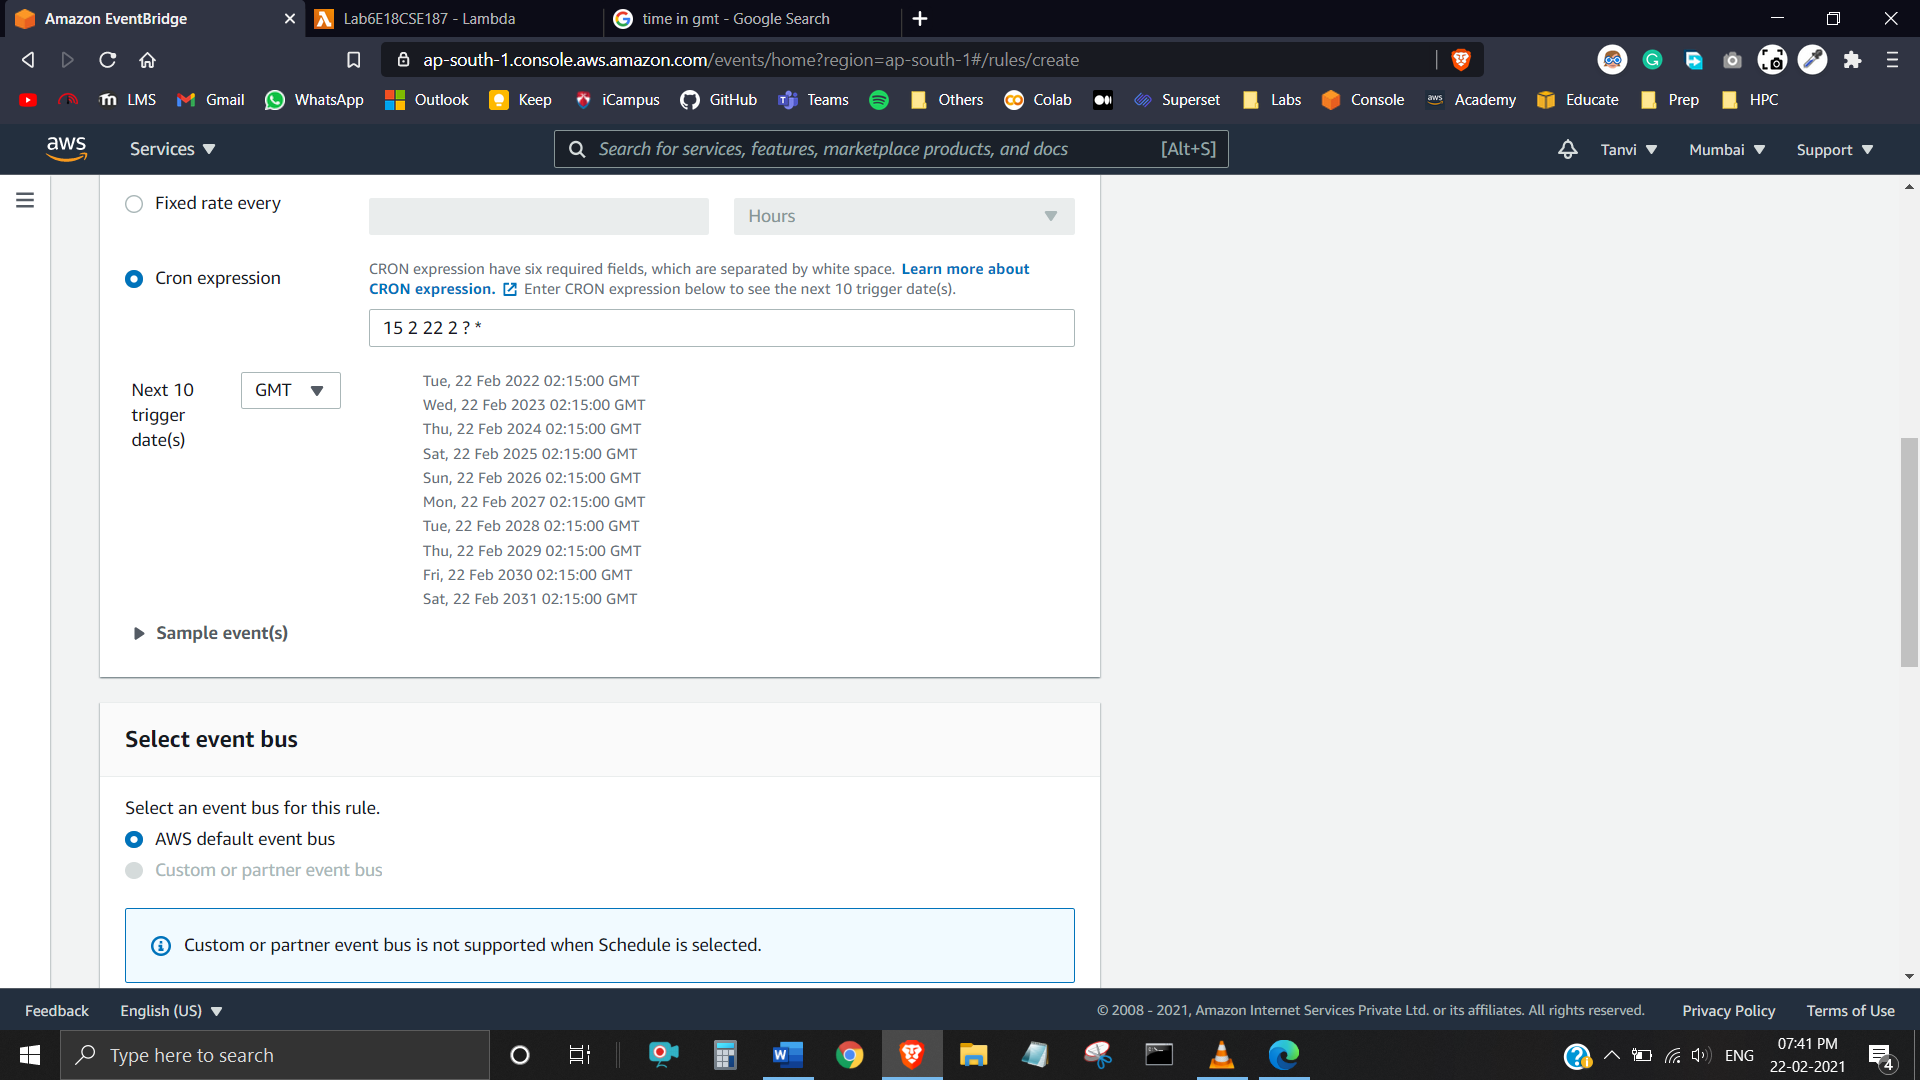 Amazon EventBridge
Lab6E18CSE187 - Lambda
time in gmt - Google Search
ap-south-1.console.aws.amazon.com/events/home?region=ap-south-1#/rules/create
LMS
Gmail
WhatsApp
Outlook
Keep
iCampus
GitHub
Teams
Others
Colab
Superset
Labs
Console
aws
Academy
Educate
Prep
HPC
aws
Services
Search for services, features, marketplace products, and docs
[Alt+S]
Tanvi
Mumbai
Support
Fixed rate every
Hours
Cron expression
CRON expression have six required fields, which are separated by white space. Learn more about
CRON expression. Enter CRON expression below to see the next 10 trigger date(s).
15 2 22 2 ? *
Next 10
trigger
date(s)
GMT
Tue, 22 Feb 2022 02:15:00 GMT
Wed, 22 Feb 2023 02:15:00 GMT
Thu, 22 Feb 2024 02:15:00 GMT
Sat, 22 Feb 2025 02:15:00 GMT
Sun, 22 Feb 2026 02:15:00 GMT
Mon, 22 Feb 2027 02:15:00 GMT
Tue, 22 Feb 2028 02:15:00 GMT
Thu, 22 Feb 2029 02:15:00 GMT
Fri, 22 Feb 2030 02:15:00 GMT
Sat, 22 Feb 2031 02:15:00 GMT
Sample event(s)
Select event bus
Select an event bus for this rule.
AWS default event bus
Custom or partner event bus
Custom or partner event bus is not supported when Schedule is selected.
Feedback
English (US)
© 2008 - 2021, Amazon Internet Services Private Ltd. or its affiliates. All rights reserved.
Privacy Policy
Terms of Use
Type here to search
ENG
07:41 PM
22-02-2021
4